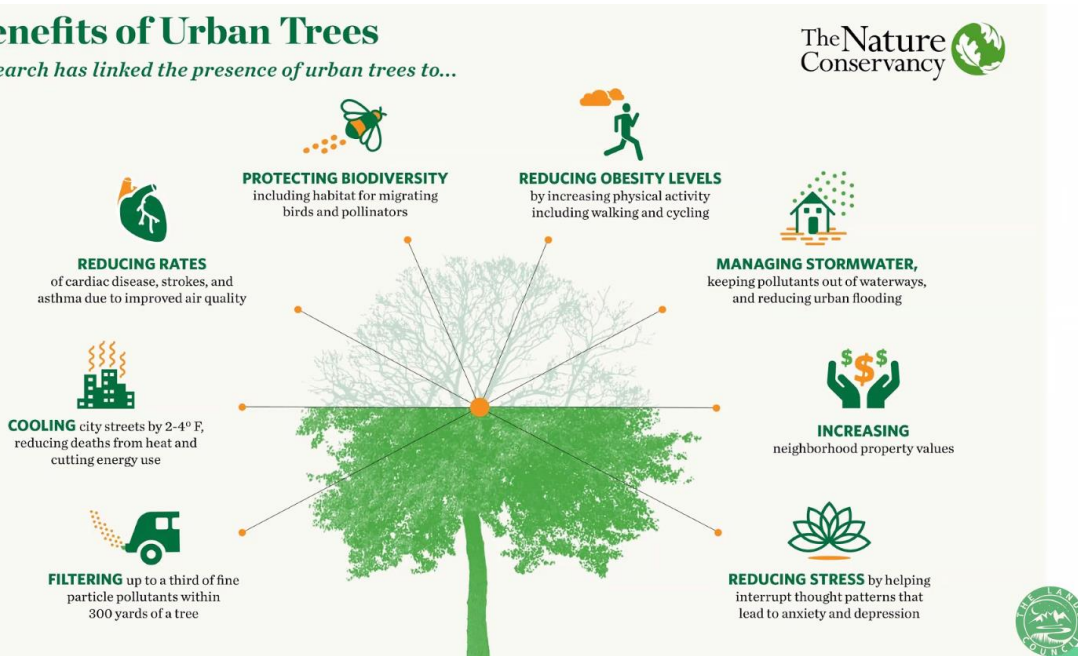 enefits of Urban Trees
earch has linked the presence of urban trees to...
The Nature
Conservancy
PROTECTING BIODIVERSITY
including habitat for migrating
birds and pollinators
REDUCING OBESITY LEVELS
by increasing physical activity
including walking and cycling
REDUCING RATES
of cardiac disease, strokes, and
asthma due to improved air quality
MANAGING STORMWATER,
keeping pollutants out of waterways,
and reducing urban flooding
COOLING city streets by 2-4º F,
reducing deaths from heat and
cutting energy use
$ $ $
INCREASING
neighborhood property values
FILTERING up to a third of fine
particle pollutants within
300 yards of a tree
REDUCING STRESS by helping
interrupt thought patterns that
lead to anxiety and depression
THE LAND
COUNCIL